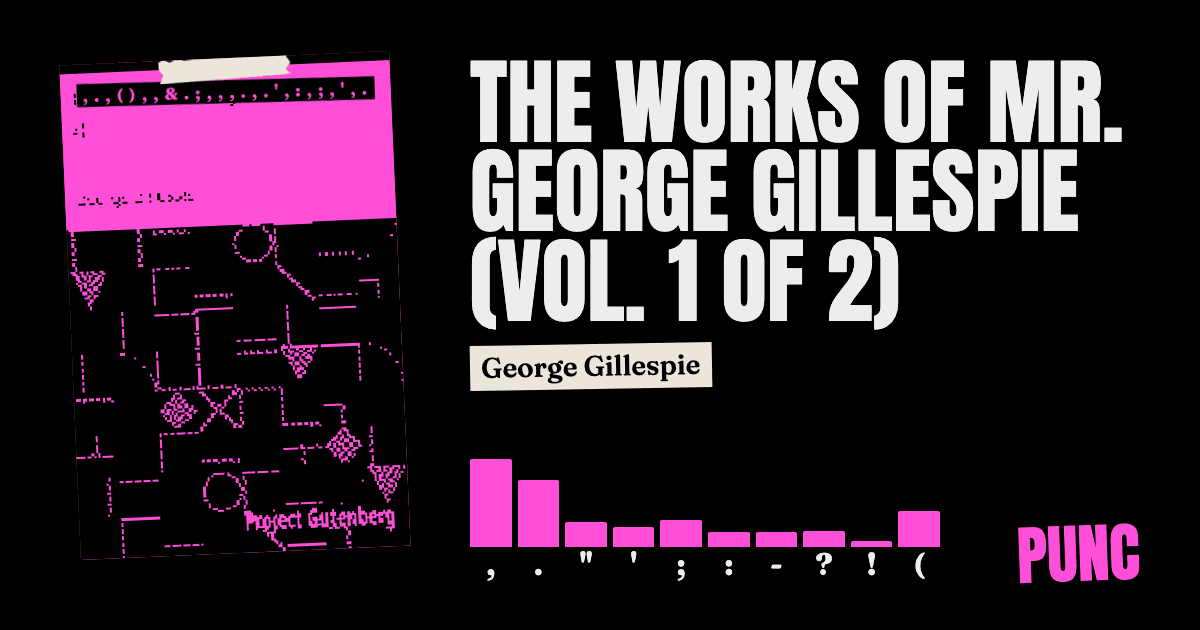 ,.,(),,&.;,,,.,.',:,;,',.
THE WORKS OF MR.
GEORGE GILLESPIE
(VOL. 1 OF 2)
George Gillespie
Project Gutenberg
, . " ' ; : - ? ! (
PUNC